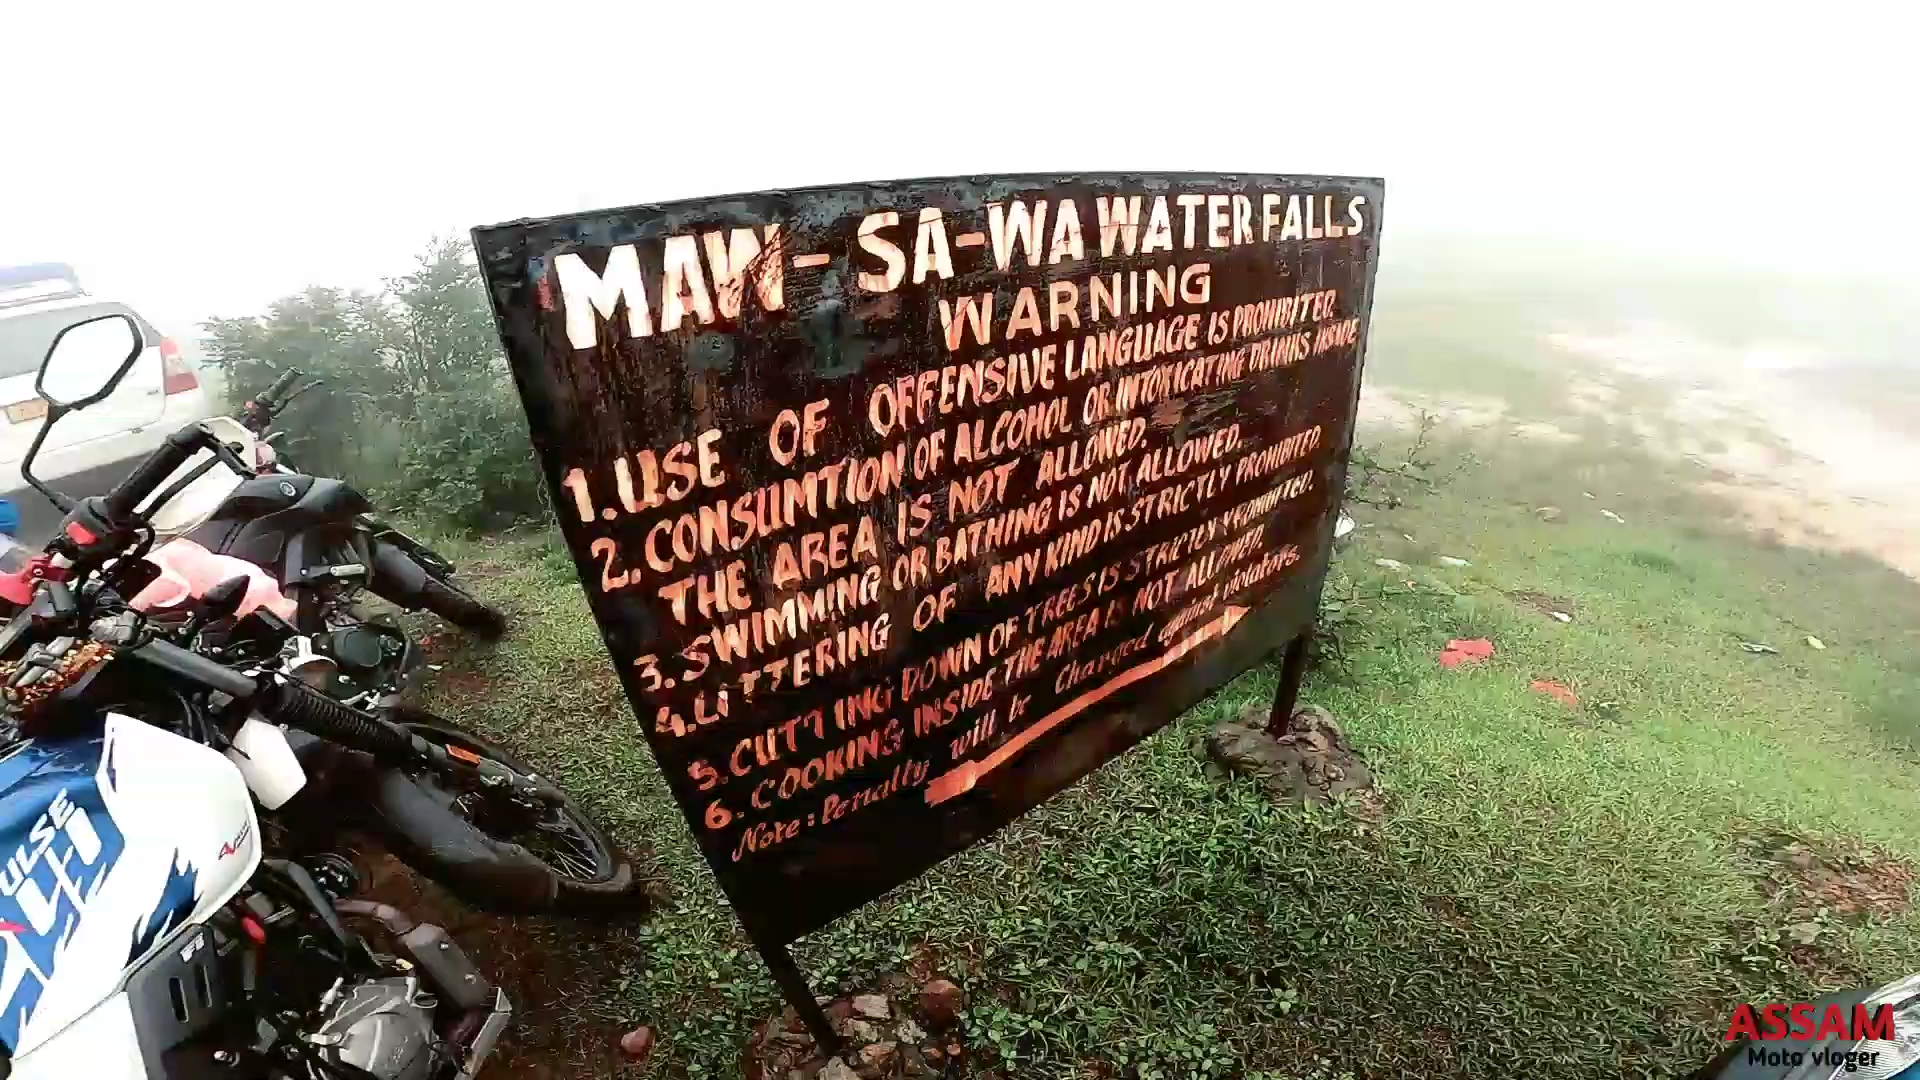 MAW-SA-WA WATER FALLS
WARNING
1. USE OF OFFENSIVE LANGUAGE IS PROHIBITED.
2. CONSUMTION OF ALCOHOL OR INTOXICATING DRINKS INSIDE
THE AREA IS NOT ALLOWED.
3. SWIMMING OR BATHING IS NOT ALLOWED.
4. LITTERING OF ANY KIND IS STRICTLY PROHIBITED.
5. CUTTING DOWN OF TREES IS STRICTLY PROHIBITED.
6. COOKING INSIDE THE AREA IS NOT ALLOWED.
Note: Penalty will be Charged against violators.
ULSE
FI
ASSAM
Moto vloger